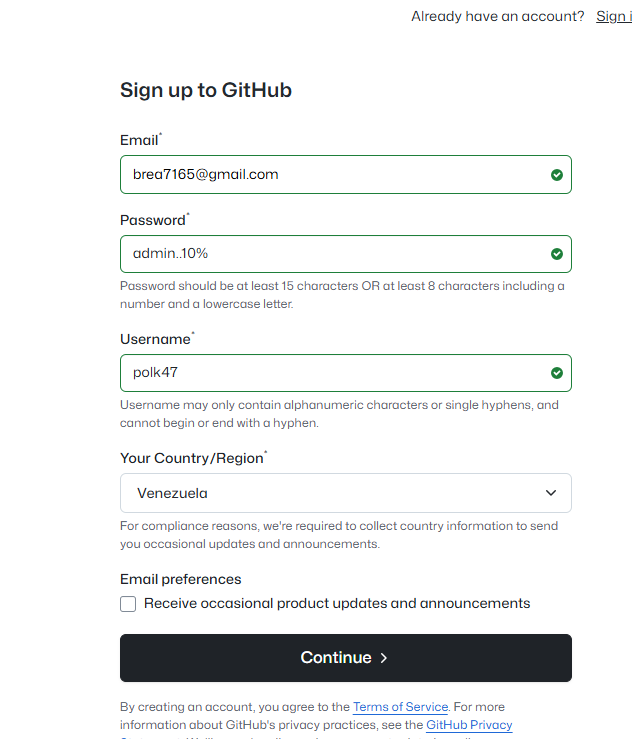 Already have an account? Sign i
Sign up to GitHub
Email*
brea7165@gmail.com
Password*
admin..10%
Password should be at least 15 characters OR at least 8 characters including a
number and a lowercase letter.
Username*
polk47
Username may only contain alphanumeric characters or single hyphens, and
cannot begin or end with a hyphen.
Your Country/Region*
Venezuela
For compliance reasons, we're required to collect country information to send
you occasional updates and announcements.
Email preferences
Receive occasional product updates and announcements
Continue
By creating an account, you agree to the Terms of Service. For more
information about GitHub's privacy practices, see the GitHub Privacy